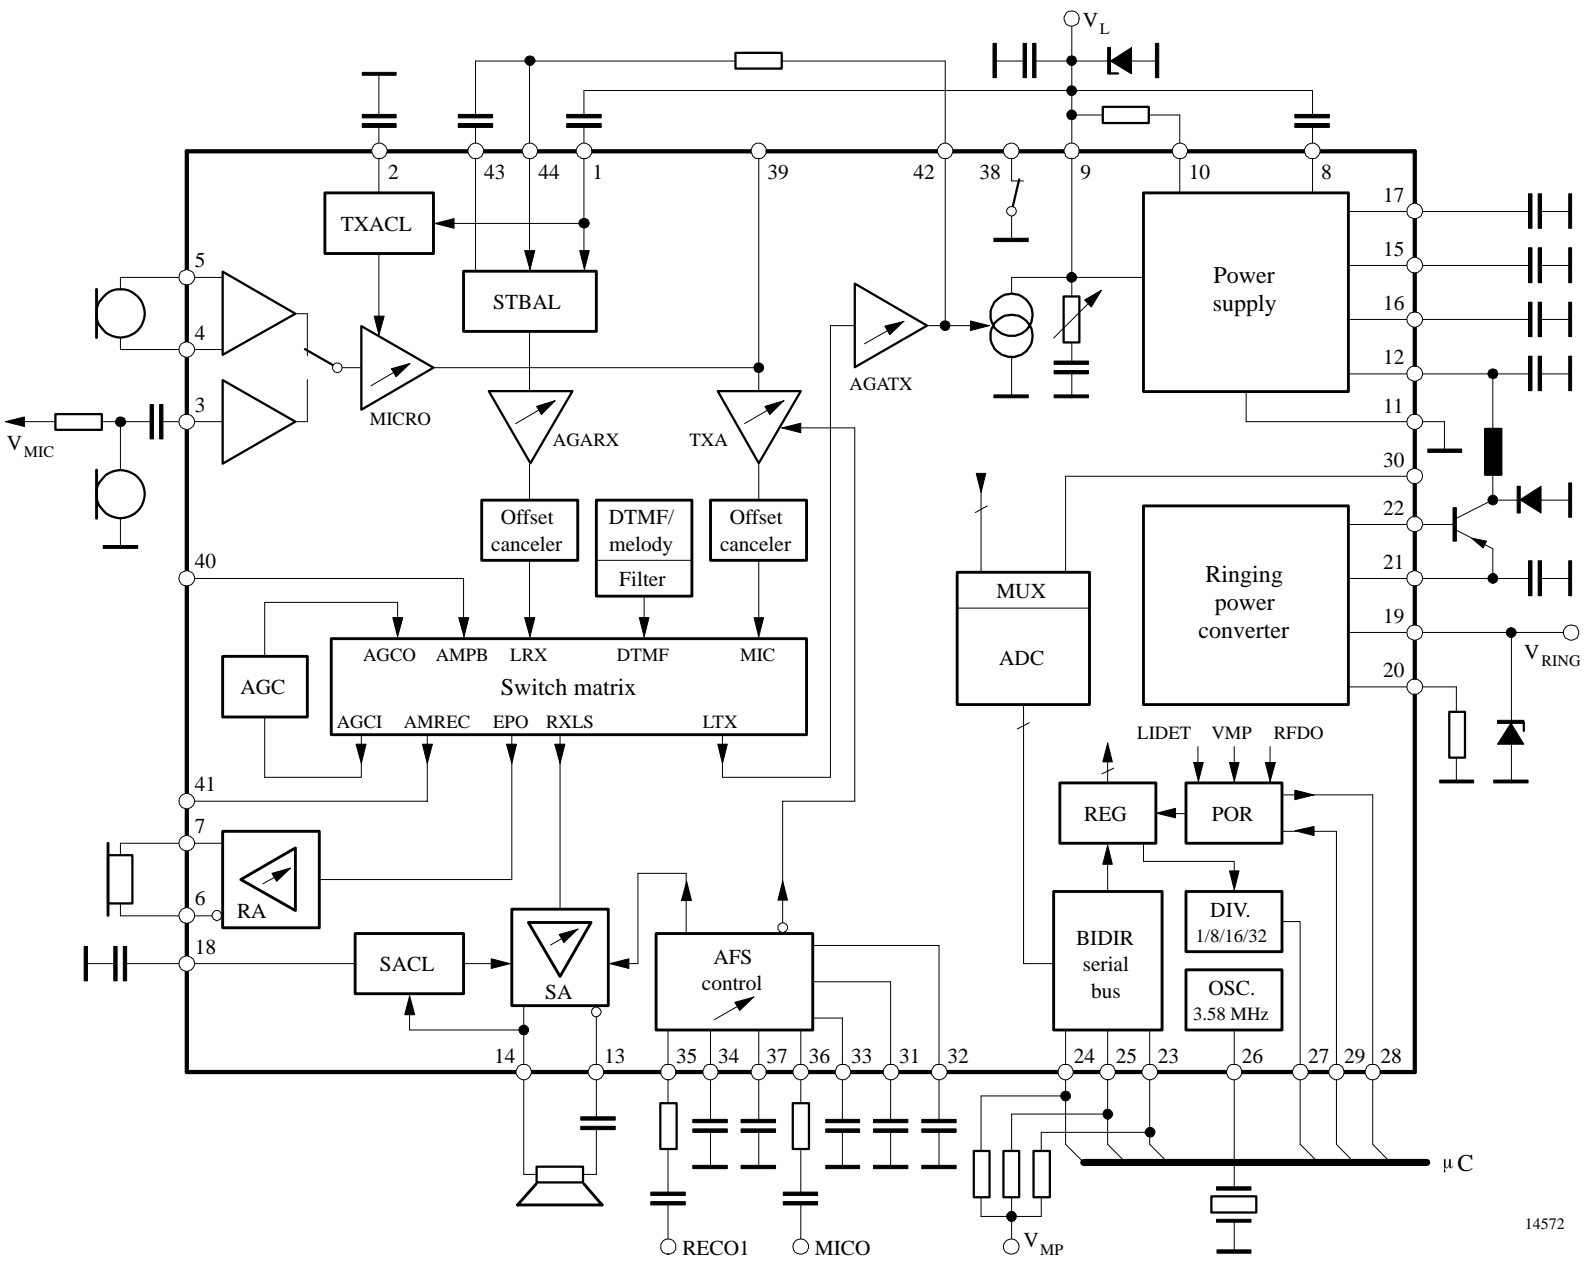 V L
2 43 44 1 39 42 38 9 10 8
TXACL
17
5
STBAL
Power
supply
15
16
4
12
AGATX
MICRO
3
11
V MIC
AGARX
TXA
30
Offset
canceler
DTMF/
melody
Filter
Offset
canceler
22
40
MUX
ADC
Ringing
power
converter
21
19
V RING
20
AGCO AMPB LRX DTMF MIC
Switch matrix
AGCI AMREC EPO RXLS LTX
AGC
LIDET VMP RFDO
41
REG
POR
7
6
RA
DIV.
1/8/16/32
18
SACL
SA
AFS
control
BIDIR
serial
bus
OSC.
3.58 MHz
14 13 35 34 37 36 33 31 32 24 25 23 26 27 29 28
μC
RECO1
MICO
V MP
14572